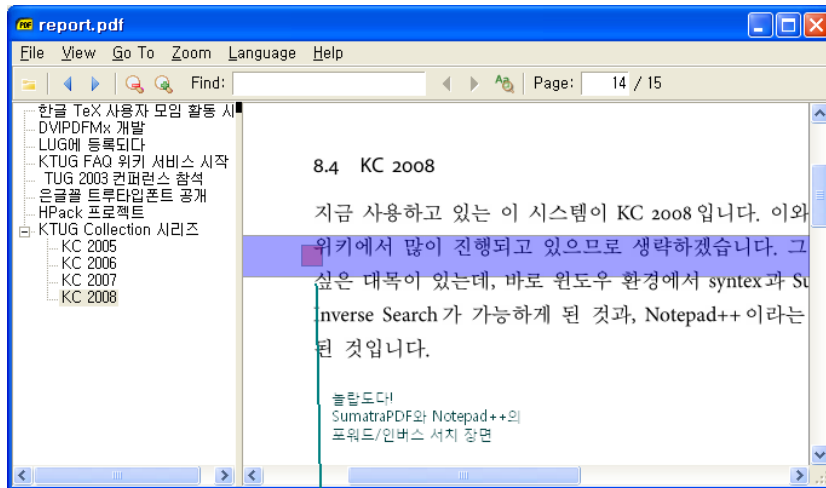 report.pdf
File View Go To Zoom Language Help
Find: Page: 14 / 15
한글 TeX 사용자 모임 활동 시
DVIPDFMx 개발
LUG에 등록되다
KTUG FAQ 위키 서비스 시작
TUG 2003 컨퍼런스 참석
은글꼴 트루타입폰트 공개
HPack 프로젝트
KTUG Collection 시리즈
KC 2005
KC 2006
KC 2007
KC 2008
8.4 KC 2008
지금 사용하고 있는 이 시스템이 KC 2008 입니다. 이와
위키에서 많이 진행되고 있으므로 생략하겠습니다. 그
싶은 대목이 있는데, 바로 윈도우 환경에서 syntex과 Su
Inverse Search가 가능하게 된 것과, Notepad++이라는
된 것입니다.
놀랍도다!
SumatraPDF와 Notepad++의
포워드/인버스 서치 장면